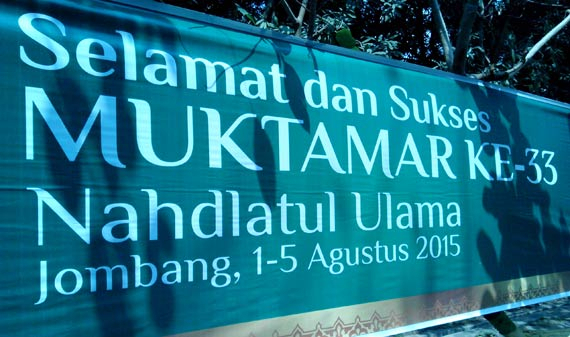 Selamat dan Sukses
MUKTAMAR KE-33
Nahdlatul Ulama
Jombang, 1-5 Agustus 2015